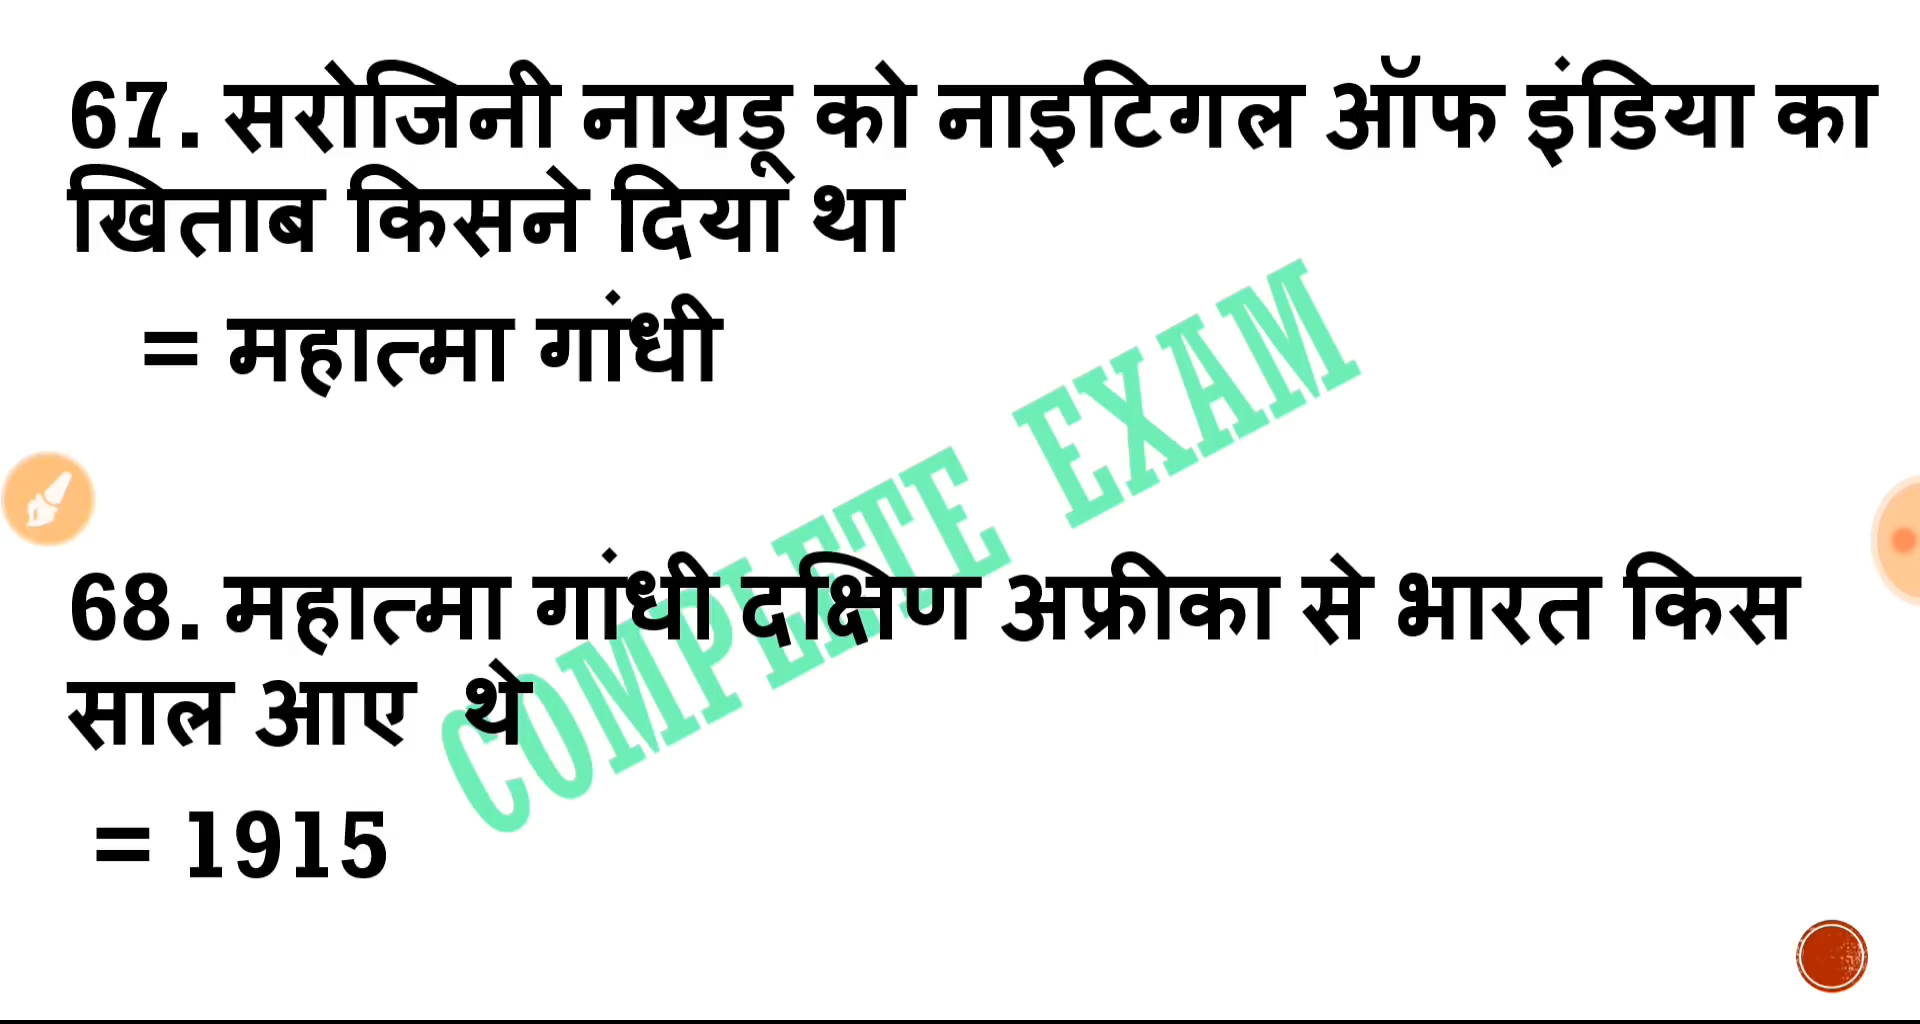 67. सरोजिनी नायडू को नाइटिगल ऑफ इंडिया का
खिताब किसने दिया था
= महात्मा गांधी
COMPLETE EXAM
68. महात्मा गांधी दक्षिण अफ्रीका से भारत किस
साल आए थे
= 1915